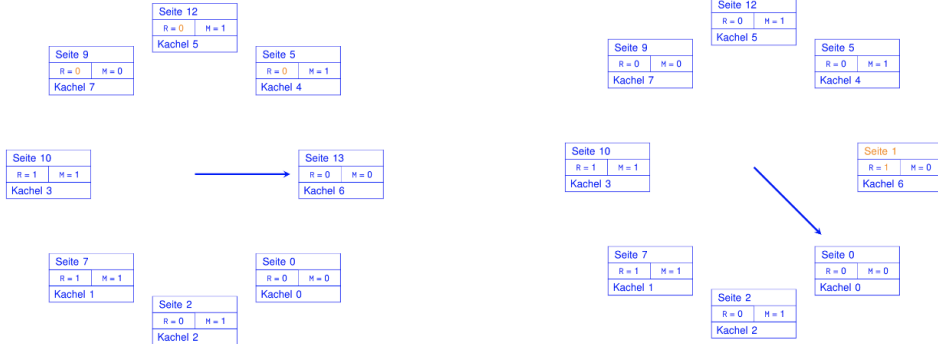 Seite 12
R = 0 M = 1
Kachel 5
Seite 9
R = 0 M = 0
Kachel 7
Seite 5
R = 0 M = 1
Kachel 4
Seite 10
R = 1 M = 1
Kachel 3
Seite 13
R = 0 M = 0
Kachel 6
Seite 7
R = 1 M = 1
Kachel 1
Seite 0
R = 0 M = 0
Kachel 0
Seite 2
R = 0 M = 1
Kachel 2
Seite 12
R = 0 M = 1
Kachel 5
Seite 9
R = 0 M = 0
Kachel 7
Seite 5
R = 0 M = 1
Kachel 4
Seite 10
R = 1 M = 1
Kachel 3
Seite 1
R = 1 M = 0
Kachel 6
Seite 7
R = 1 M = 1
Kachel 1
Seite 0
R = 0 M = 0
Kachel 0
Seite 2
R = 0 M = 1
Kachel 2